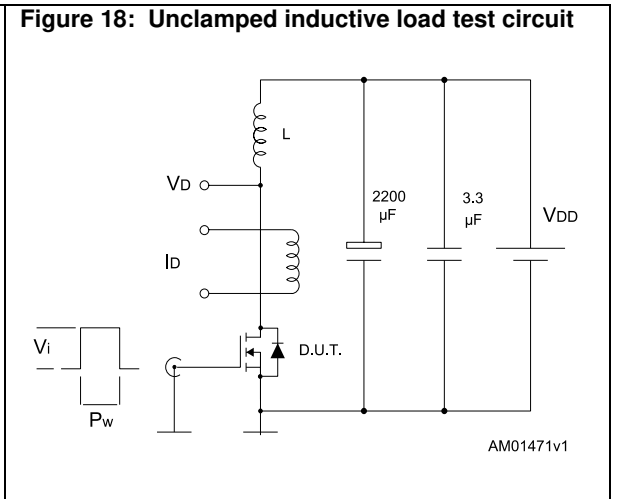 Figure 18: Unclamped inductive load test circuit
L
VD
2200
µF
3.3
µF
VDD
ID
Vi
D.U.T.
Pw
AM01471v1